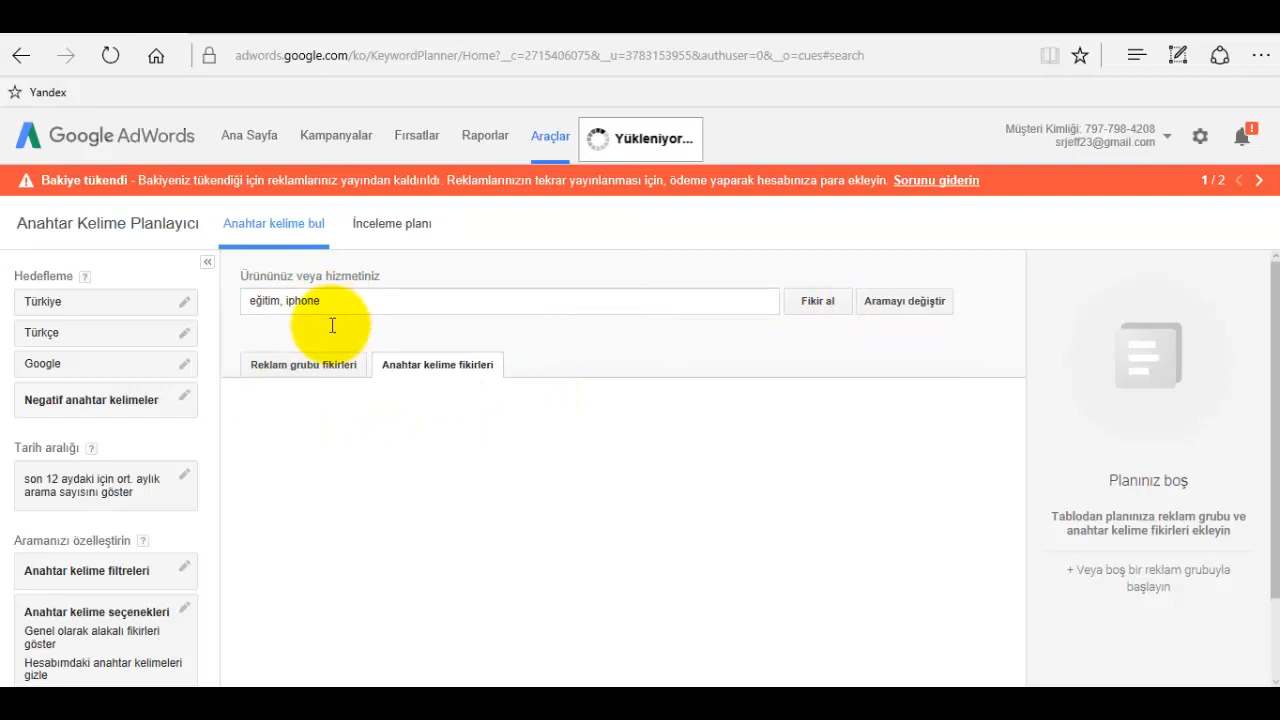 adwords.google.com/ko/KeywordPlanner/Home?__c=2715406075&__u=3783153955&authuser=0&__o=cues#search
Yandex
Google AdWords
Ana Sayfa
Kampanyalar
Fırsatlar
Raporlar
Araçlar
Yükleniyor...
Müşteri Kimliği: 797-798-4208
srjeff23@gmail.com
!
Bakiye tükendi - Bakiyeniz tükendiği için reklamlarınız yayından kaldırıldı. Reklamlarınızın tekrar yayınlanması için, ödeme yaparak hesabınıza para ekleyin. Sorunu giderin
1 / 2
Anahtar Kelime Planlayıcı
Anahtar kelime bul
İnceleme planı
Hedefleme ?
Türkiye
Türkçe
Google
Negatif anahtar kelimeler
Tarih aralığı ?
son 12 aydaki için ort. aylık
arama sayısını göster
Aramanızı özelleştirin ?
Anahtar kelime filtreleri
Anahtar kelime seçenekleri
Genel olarak alakalı fikirleri
göster
Hesabımdaki anahtar kelimeleri
gizle
«
Ürününüz veya hizmetiniz
eğitim, iphone
Fikir al
Aramayı değiştir
Reklam grubu fikirleri
Anahtar kelime fikirleri
Planınız boş
Tablodan planınıza reklam grubu ve
anahtar kelime fikirleri ekleyin
+ Veya boş bir reklam grubuyla
başlayın